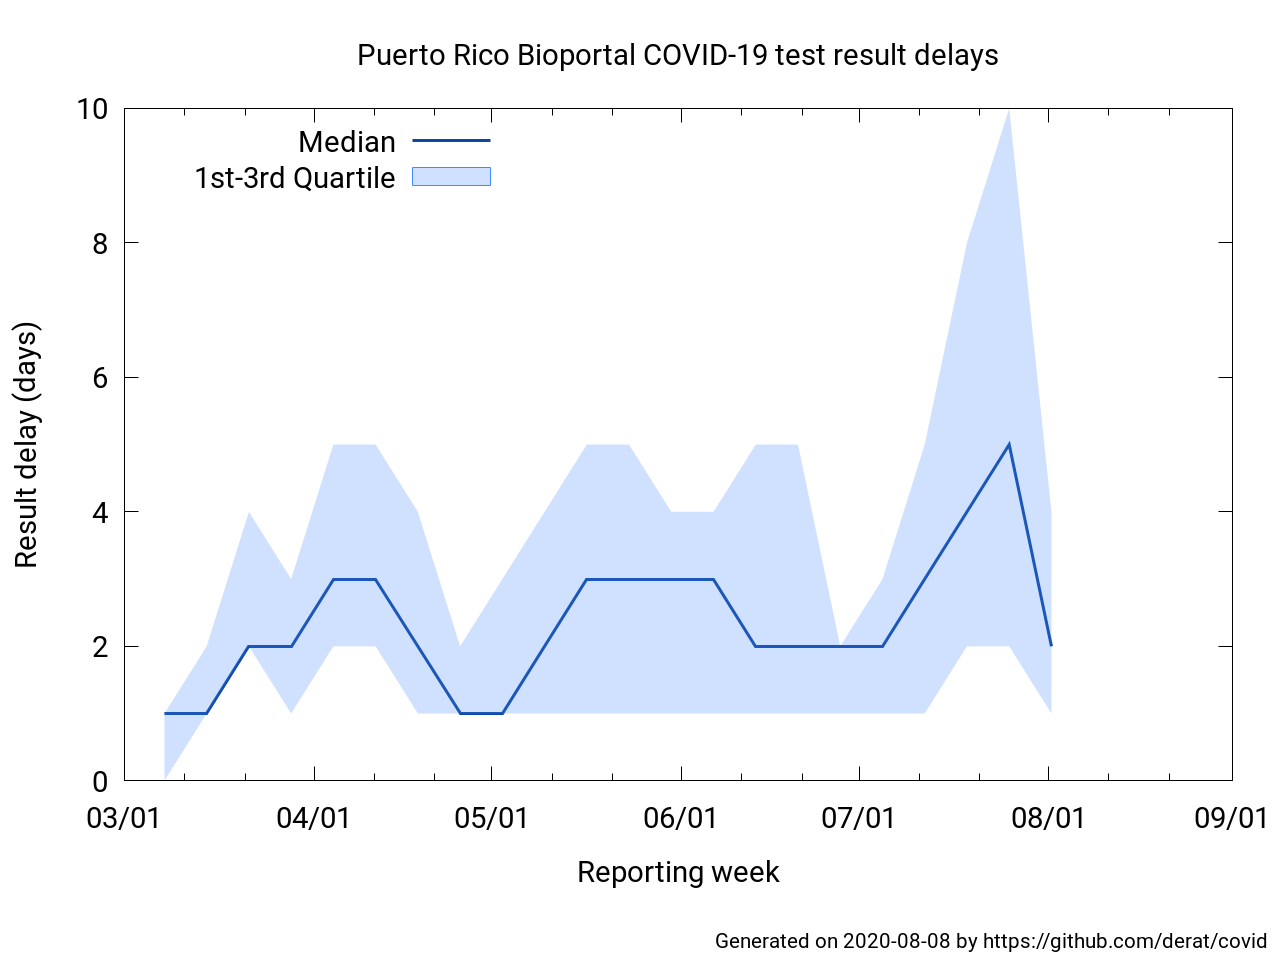 Puerto Rico Bioportal COVID-19 test result delays
Median
1st-3rd Quartile
10
8
6
4
2
0
Result delay (days)
03/01 04/01 05/01 06/01 07/01 08/01 09/01
Reporting week
Generated on 2020-08-08 by https://github.com/derat/covid